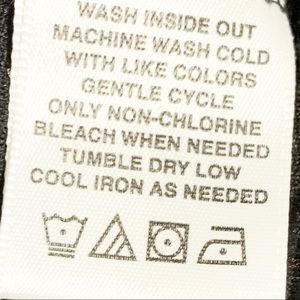 WASH INSIDE OUT
MACHINE WASH COLD
WITH LIKE COLORS
GENTLE CYCLE
ONLY NON-CHLORINE
BLEACH WHEN NEEDED
TUMBLE DRY LOW
COOL IRON AS NEEDED